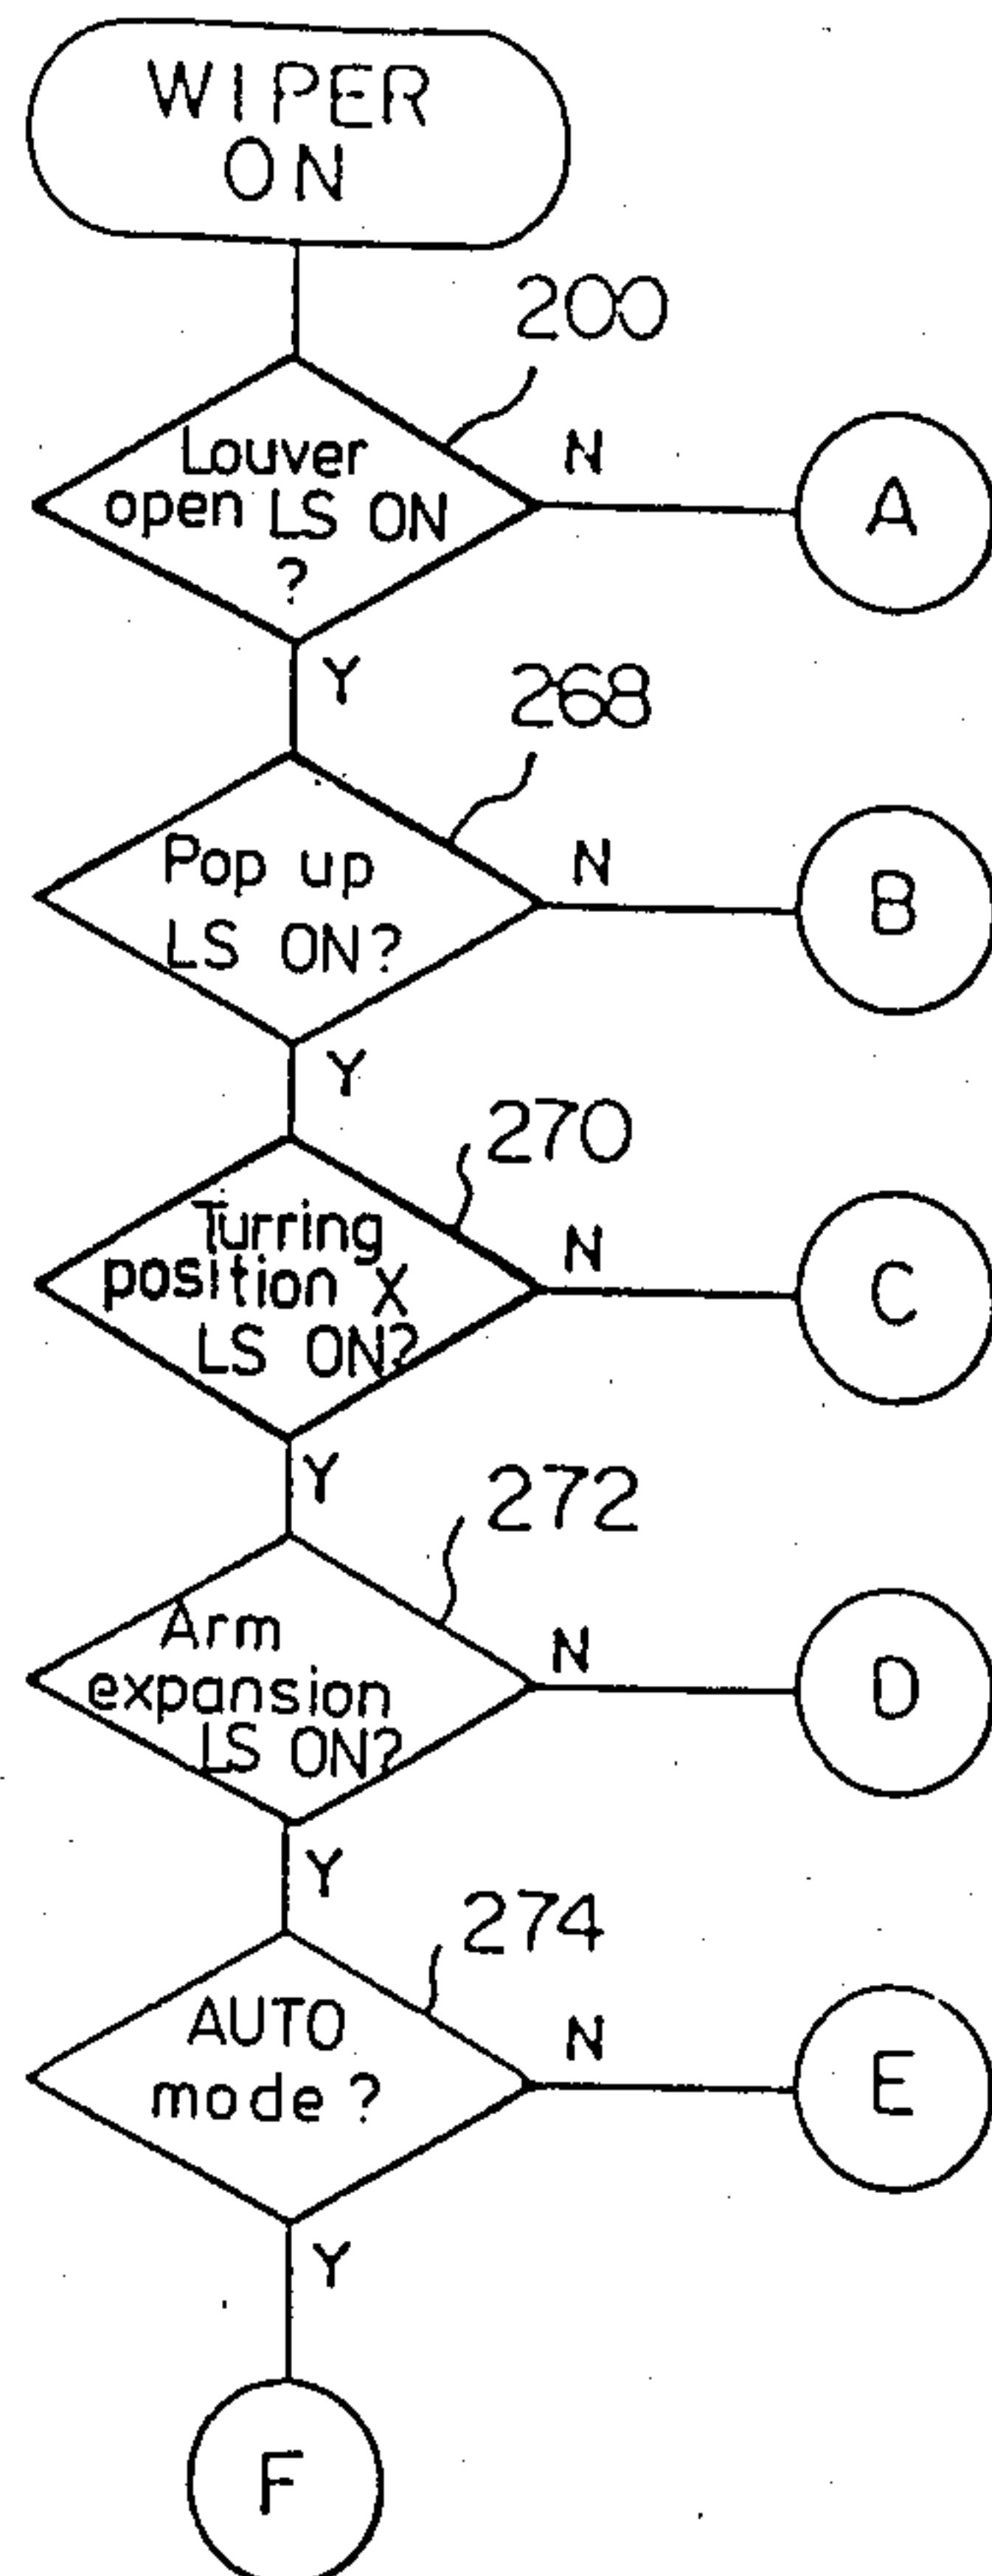 WIPER
ON
200
Louver
open LS ON
?
N
A
Y
268
Pop up
LS ON?
N
B
Y
270
Turring
position X
LS ON?
N
C
Y
272
Arm
expansion
LS ON?
N
D
Y
274
AUTO
mode ?
N
E
Y
F